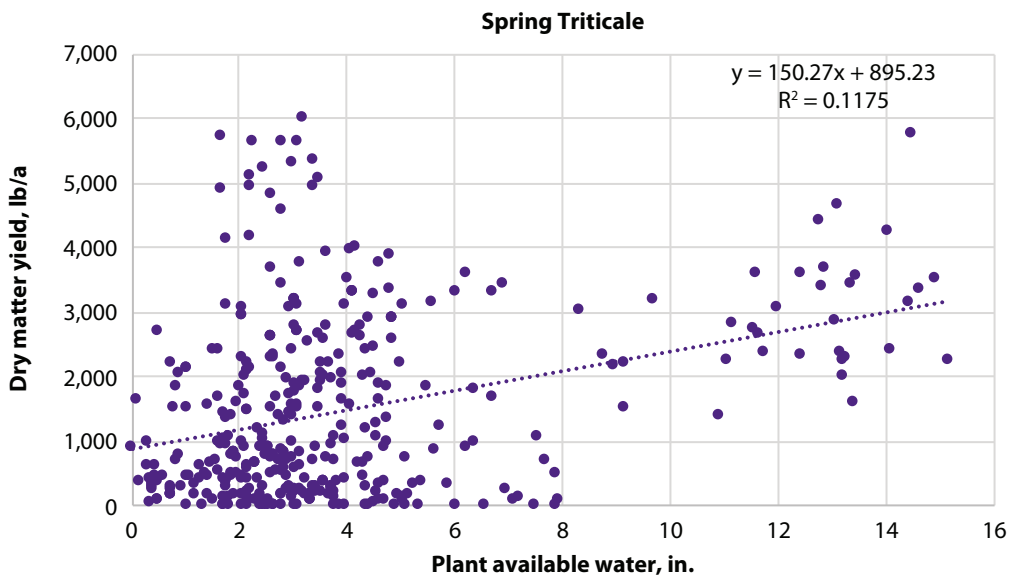 Spring Triticale
y = 150.27x + 895.23
R² = 0.1175
Dry matter yield, lb/a
7,000
6,000
5,000
4,000
3,000
2,000
1,000
0
0 2 4 6 8 10 12 14 16
Plant available water, in.